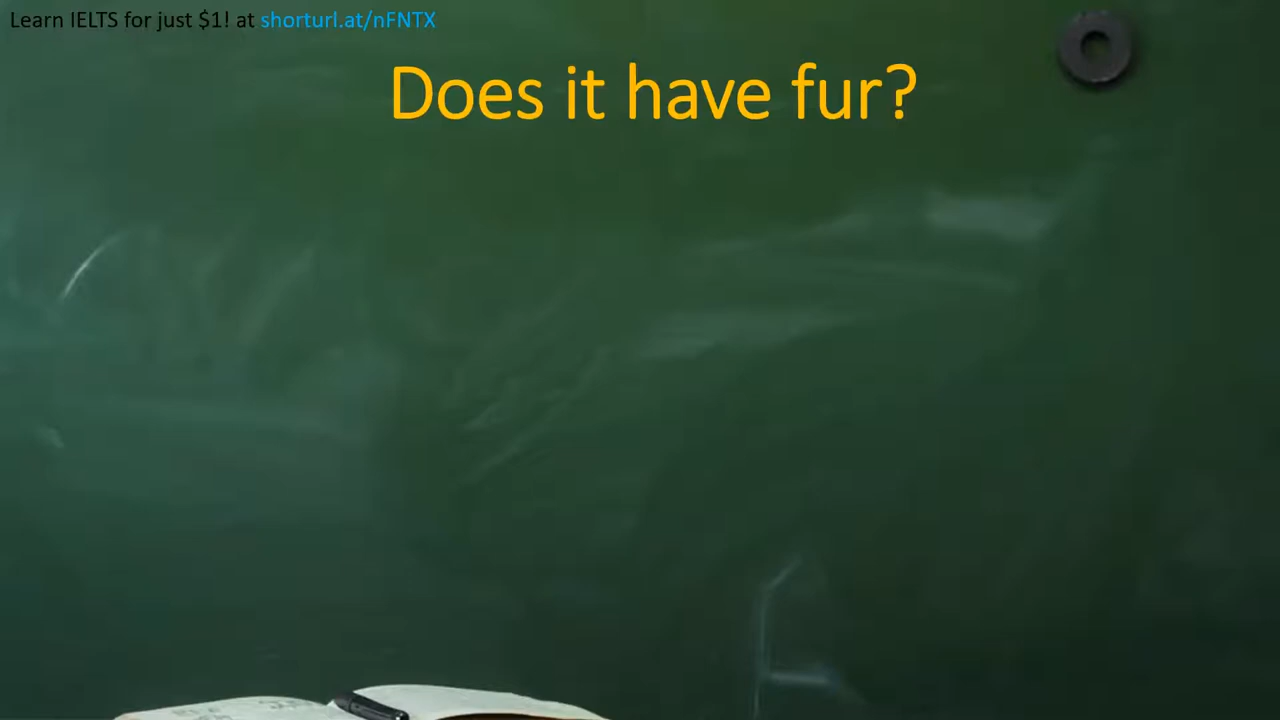 Learn IELTS for just $1! at shorturl.at/nFNTX
Does it have fur?